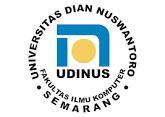 UNIVERSITAS DIAN NUSWANTORO
UDINUS
FAKULTAS ILMU KOMPUTER
• SEMARANG •